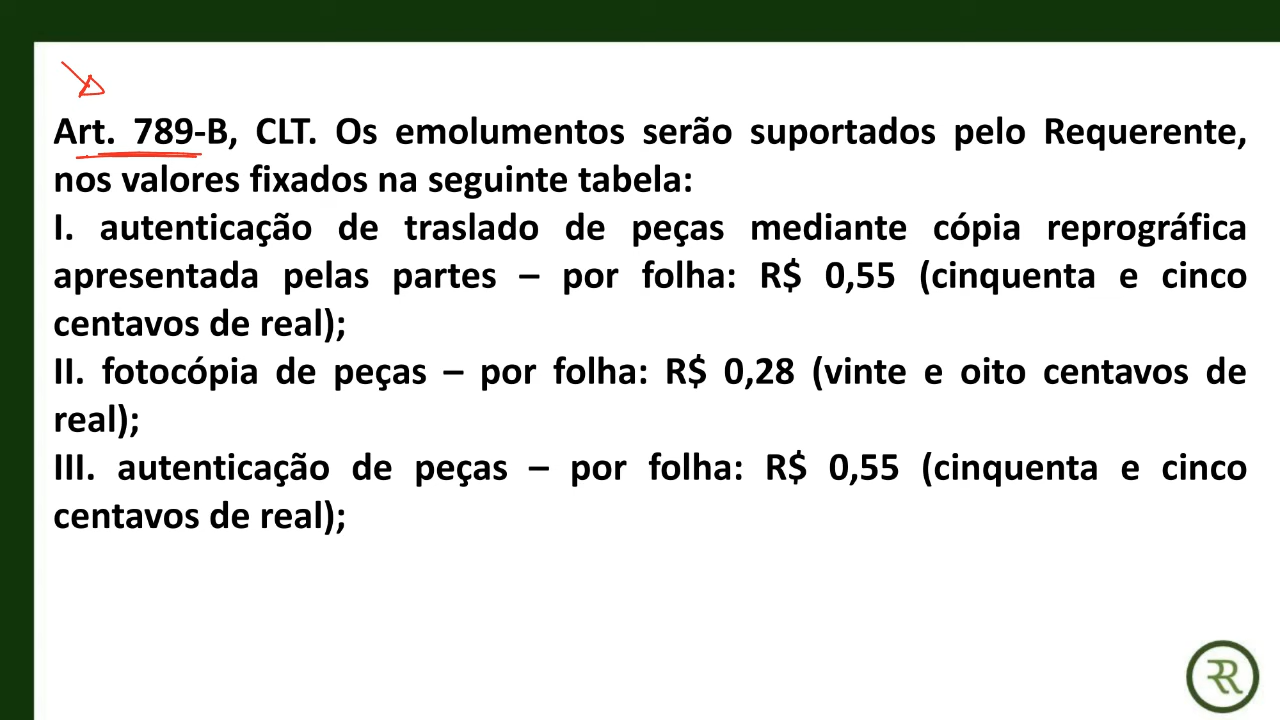 Art. 789-B, CLT. Os emolumentos serão suportados pelo Requerente,
nos valores fixados na seguinte tabela:
I. autenticação de traslado de peças mediante cópia reprográfica
apresentada pelas partes – por folha: R$ 0,55 (cinquenta e cinco
centavos de real);
II. fotocópia de peças – por folha: R$ 0,28 (vinte e oito centavos de
real);
III. autenticação de peças – por folha: R$ 0,55 (cinquenta e cinco
centavos de real);
RR